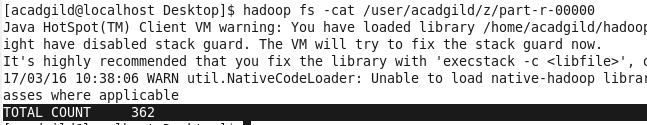 [acadgild@localhost Desktop]$ hadoop fs -cat /user/acadgild/z/part-r-00000
Java HotSpot(TM) Client VM warning: You have loaded library /home/acadgild/hadoop
ight have disabled stack guard. The VM will try to fix the stack guard now.
It's highly recommended that you fix the library with 'execstack -c <libfile>', o
17/03/16 10:38:06 WARN util.NativeCodeLoader: Unable to load native-hadoop librar
asses where applicable
TOTAL COUNT 362